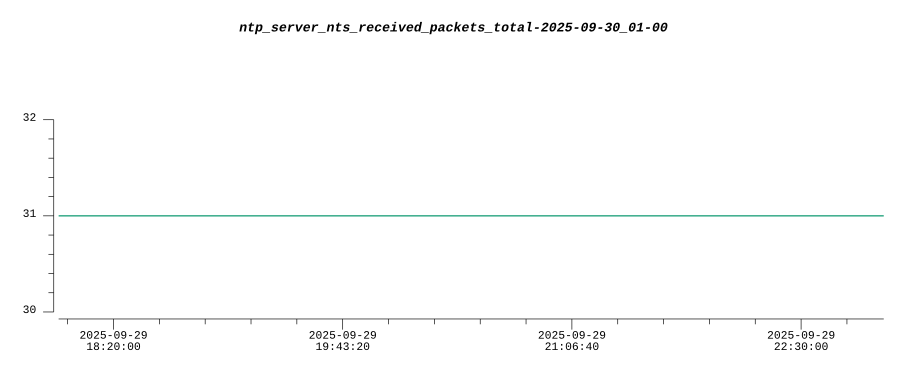 ntp_server_nts_received_packets_total-2025-09-30_01-00
32
31
30
2025-09-29 2025-09-29 2025-09-29 2025-09-29
18:20:00 19:43:20 21:06:40 22:30:00